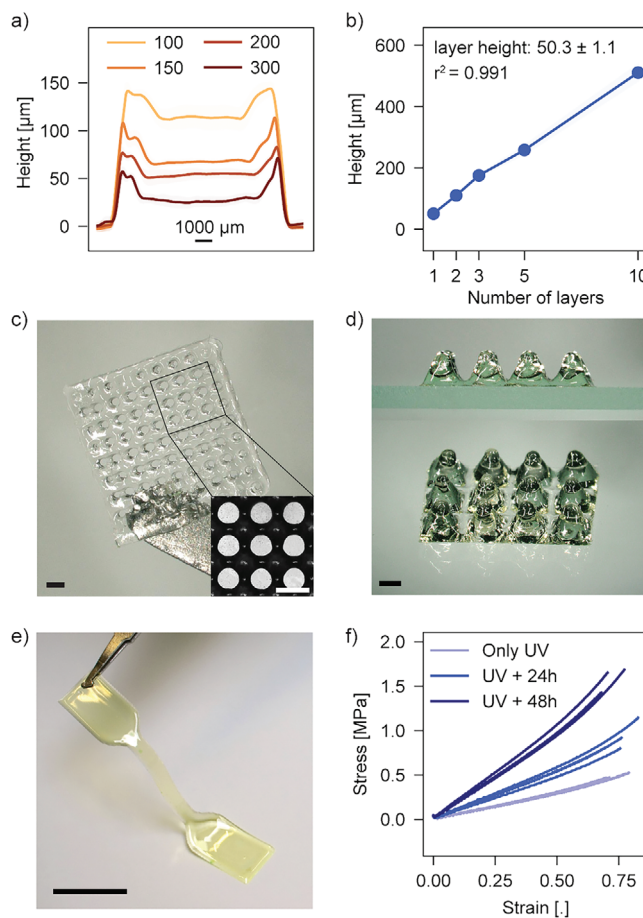 a)
100
200
150
300
Height [µm]
150
100
50
0
1000 µm
b)
layer height: 50.3 ± 1.1
r² = 0.991
Height [µm]
600
400
200
0
1 2 3 5 10
Number of layers
c)
d)
e)
f)
Only UV
UV + 24h
UV + 48h
Stress [MPa]
2.0
1.5
1.0
0.5
0.0
0.00 0.25 0.50 0.75
Strain [.]